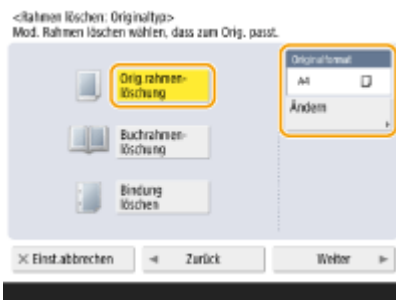 <Rahmen löschen: Originaltyp>
Mod. Rahmen löschen wählen, dass zum Orig. passt.
Orig.rahmen-
löschung
Buchrahmen-
löschung
Bindung
löschen
Originalformat
A4
Ändern
× Einst.abbrechen
Zurück
Weiter